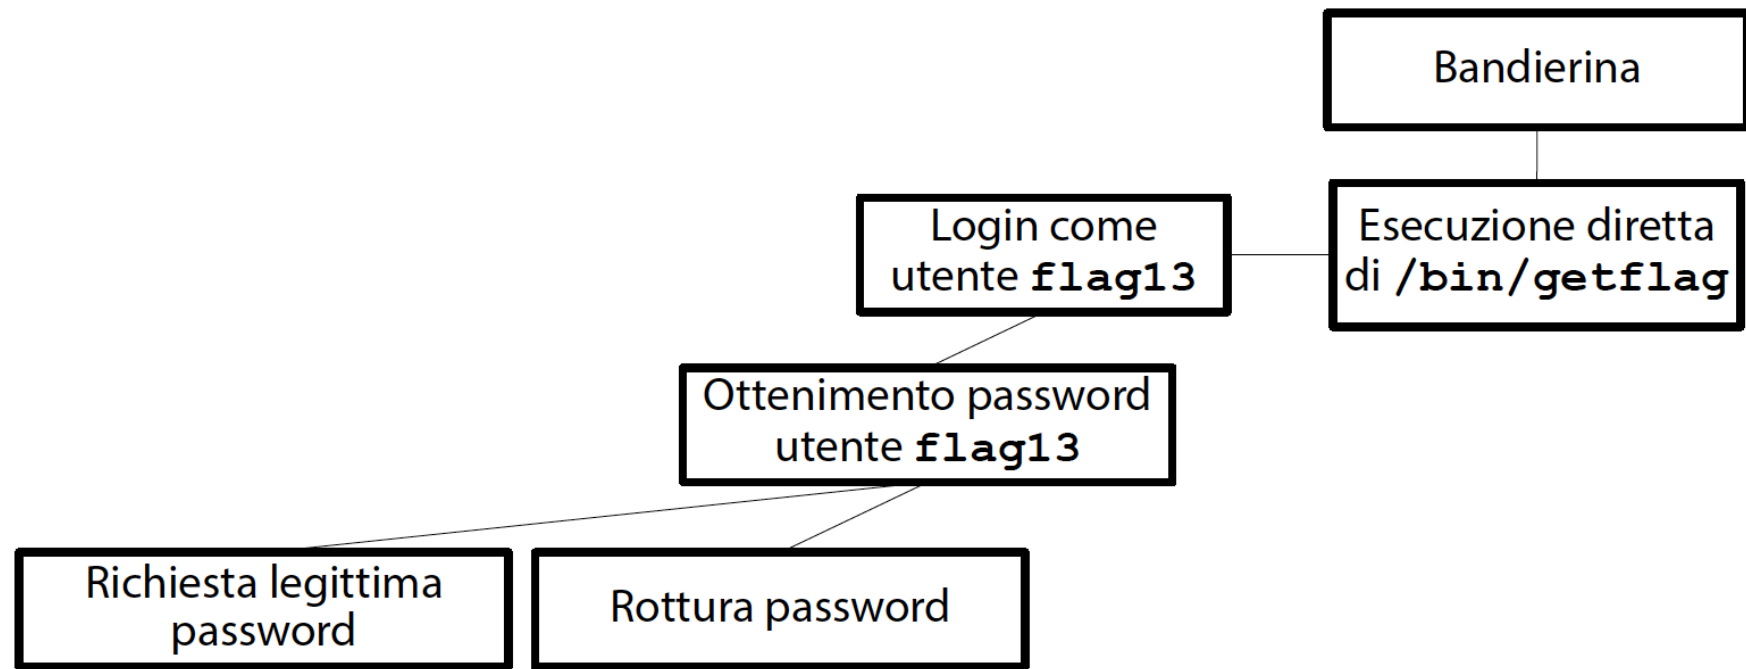 Bandierina
Login come
utente flag13
Esecuzione diretta
di /bin/getflag
Ottenimento password
utente flag13
Richiesta legittima
password
Rottura password